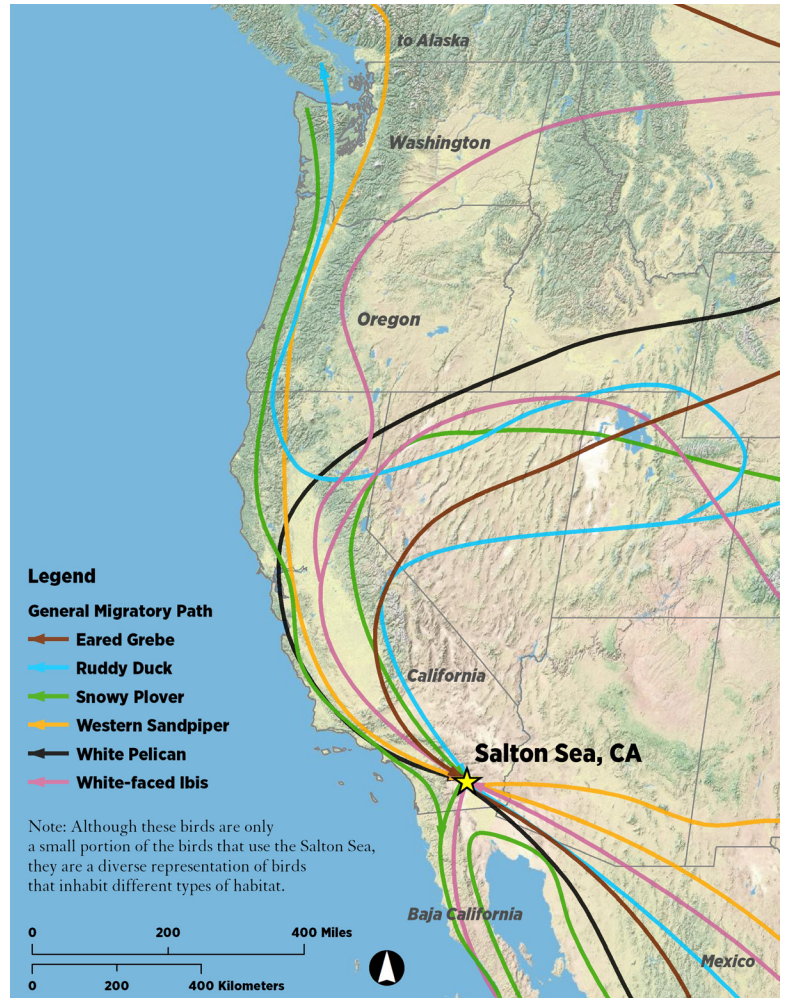 to Alaska
Washington
Oregon
Legend
General Migratory Path
Eared Grebe
Ruddy Duck
Snowy Plover
Western Sandpiper
White Pelican
White-faced Ibis
California
Salton Sea, CA
Note: Although these birds are only
a small portion of the birds that use the Salton Sea,
they are a diverse representation of birds
that inhabit different types of habitat.
Baja California
Mexico
0 200 400 Miles
0 200 400 Kilometers